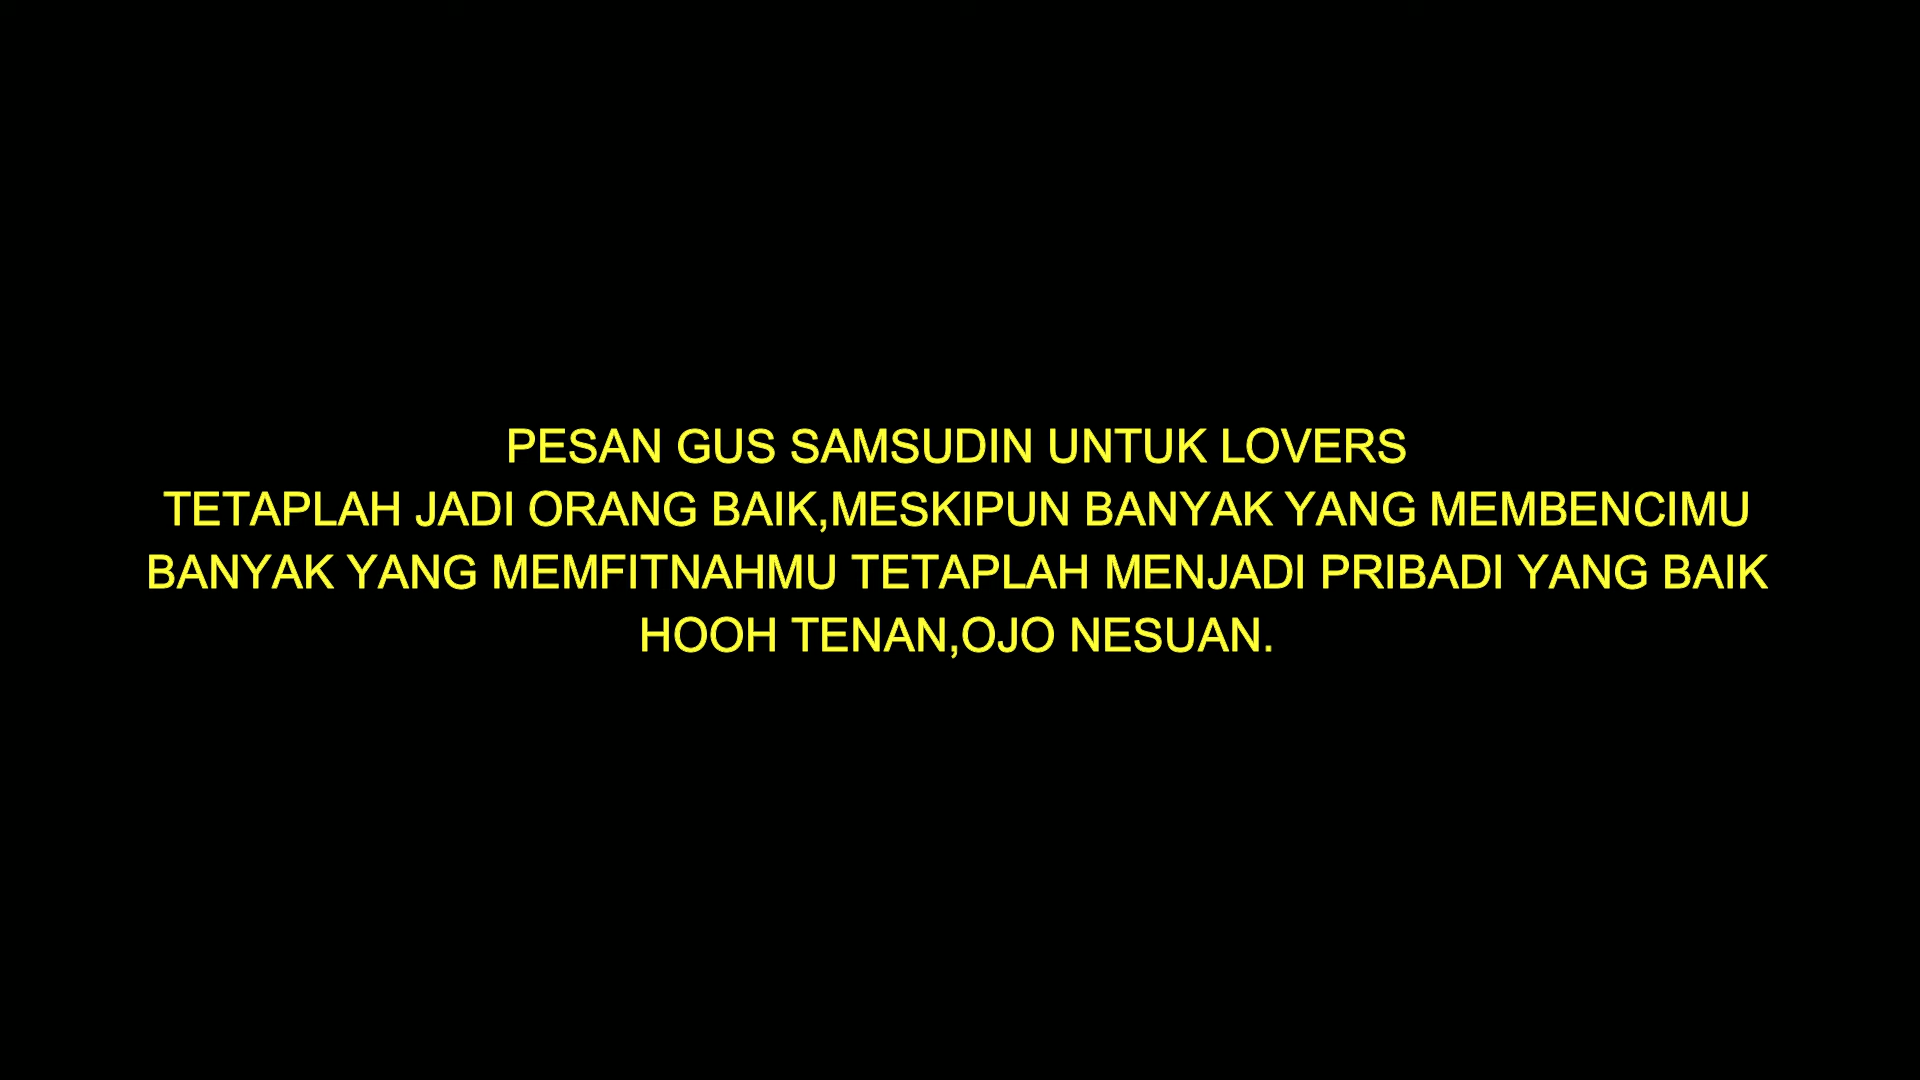 PESAN GUS SAMSUDIN UNTUK LOVERS
TETAPLAH JADI ORANG BAIK,MESKIPUN BANYAK YANG MEMBENCIMU
BANYAK YANG MEMFITNAHMU TETAPLAH MENJADI PRIBADI YANG BAIK
HOOH TENAN,OJO NESUAN.